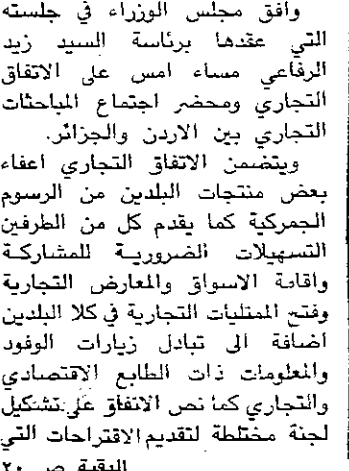 وافق مجلس الوزراء في جلسته
التي عقدها برئاسة السيد زيد
الرفاعي مساء امس على الاتفاق
التجاري ومحضر اجتماع المباحثات
التجاري بين الاردن والجزائر.
ويتضمن الاتفاق التجاري اعفاء
بعض منتجات البلدين من الرسوم
الجمركية كما يقدم كل من الطرفين
التسهيلات الضرورية للمشاركة
واقامة الاسواق والمعارض التجارية
وفتح الممثليات التجارية في كلا البلدين
اضافة الى تبادل زيارات الوفود
والمعلومات ذات الطابع الاقتصادي
والتجاري كما نص الاتفاق على تشكيل
لجنة مختلطة لتقديم الاقتراحات التي
البقية ص ٢٠